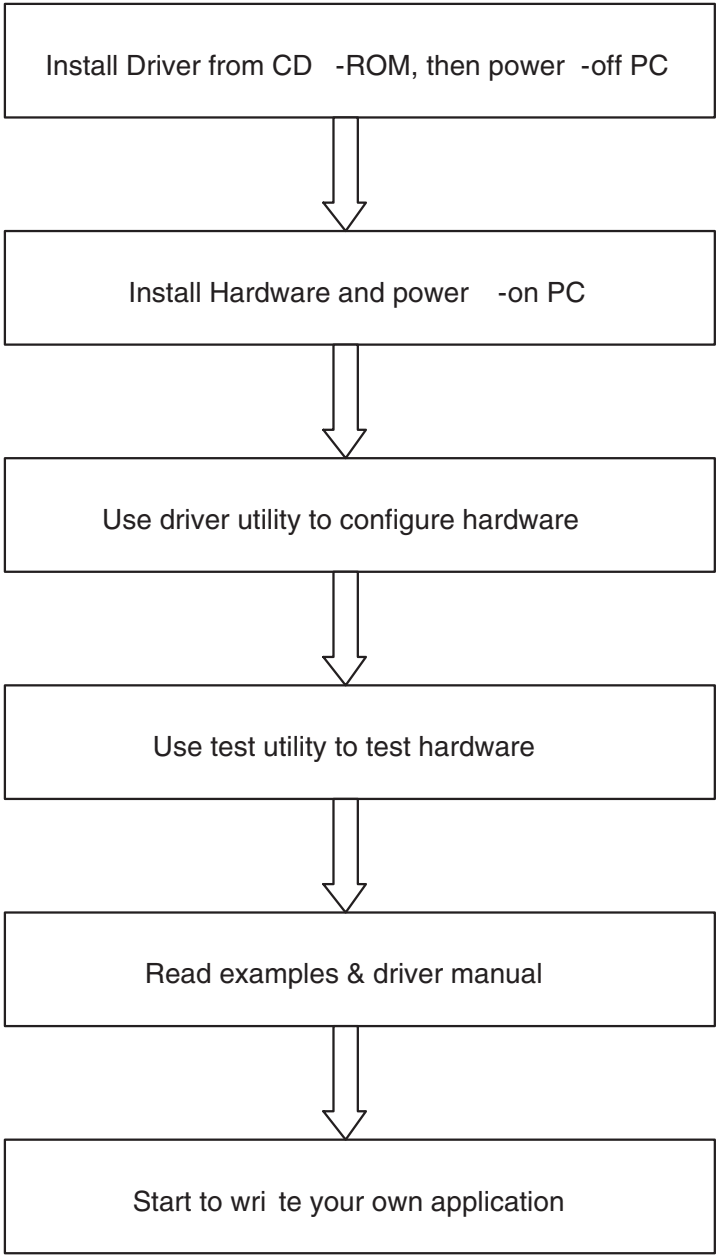 Install Driver from CD -ROM, then power -off PC
Install Hardware and power -on PC
Use driver utility to configure hardware
Use test utility to test hardware
Read examples & driver manual
Start to wri te your own application